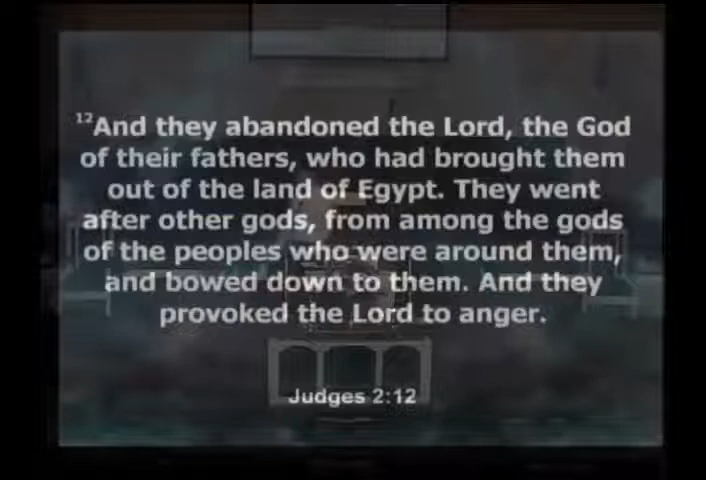 ¹²And they abandoned the Lord, the God
of their fathers, who had brought them
out of the land of Egypt. They went
after other gods, from among the gods
of the peoples who were around them,
and bowed down to them. And they
provoked the Lord to anger.
Judges 2:12